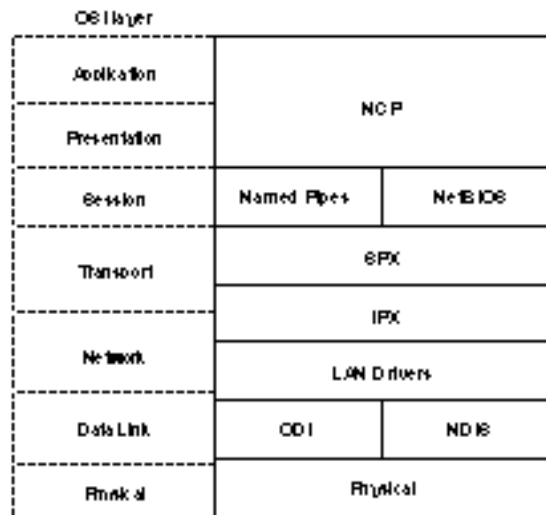 OSI layer
Application
NCP
Presentation
Session
Named Pipes
NetBIOS
Transport
SPX
IPX
Network
LAN Drivers
Data Link
ODI
NDIS
Physical
Physical